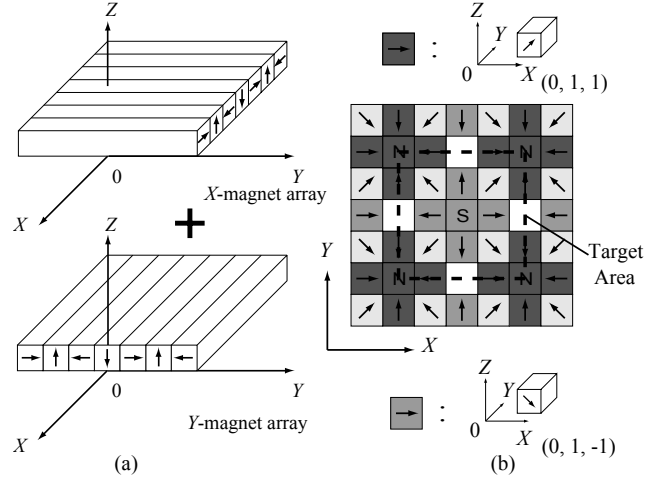 Z
0
Y
X-magnet array
X
Z
0
Y
X
Y-magnet array
(a)
:
Z
Y
0
X
(0, 1, 1)
N N
S
N N
Target
Area
Y
X
:
Z
Y
0
X
(0, 1, -1)
(b)